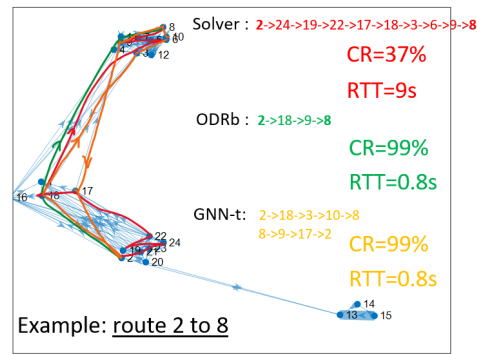 Solver : 2->24->19->22->17->18->3->6->9->8
CR=37%
RTT=9s
ODRb: 2->18->9->8
CR=99%
RTT=0.8s
GNN-t: 2->18->3->10->8
8->9->17->2
CR=99%
RTT=0.8s
8
10
6
4
3
12
16
18
17
22
24
19
23
21
2
20
14
13
15
Example: route 2 to 8